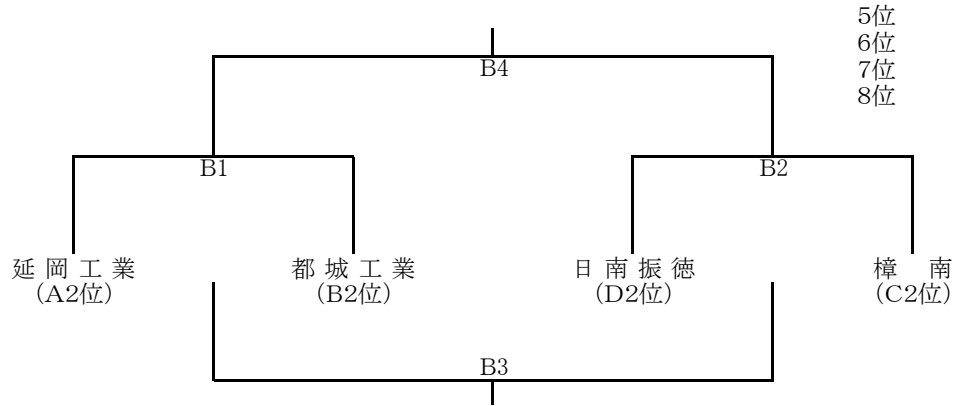 5位
6位
7位
8位
B4
B1
B2
延岡工業
(A2位)
都城工業
(B2位)
日南振徳
(D2位)
樟南
(C2位)
B3